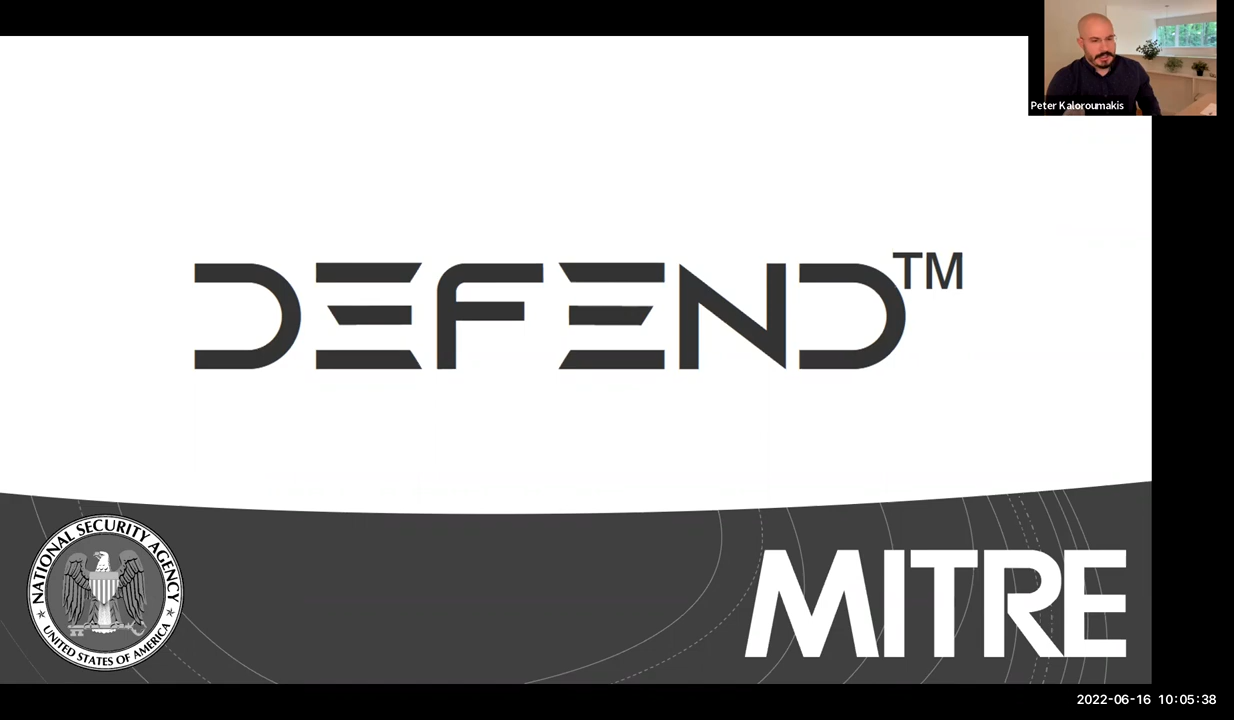 Peter Kaloroumakis
DEFEND™
NATIONAL SECURITY AGENCY
UNITED STATES OF AMERICA
MITRE
2022-06-16 10:05:38